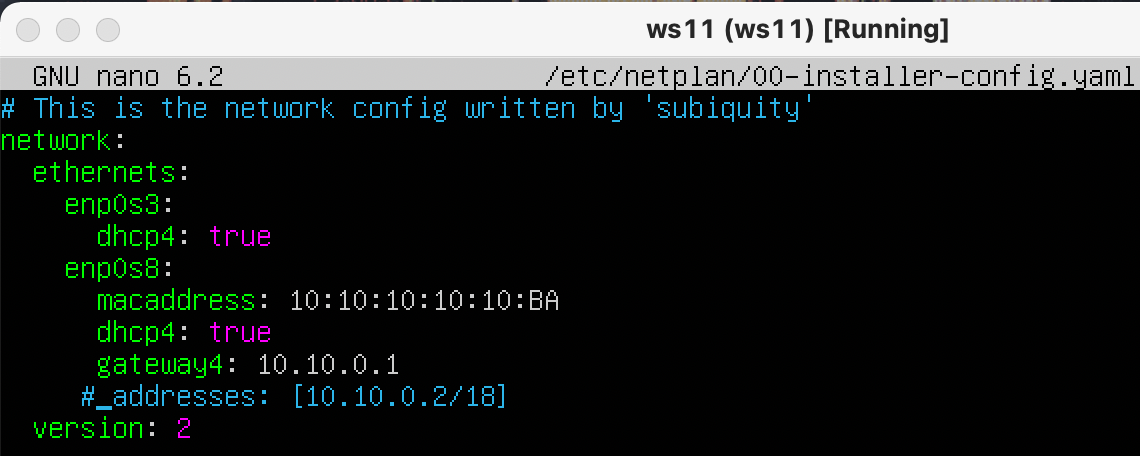 ws11 (ws11) [Running]
GNU nano 6.2 /etc/netplan/00-installer-config.yaml
# This is the network config written by 'subiquity'
network:
  ethernets:
    enp0s3:
      dhcp4: true
    enp0s8:
      macaddress: 10:10:10:10:10:BA
      dhcp4: true
      gateway4: 10.10.0.1
     #_addresses: [10.10.0.2/18]
  version: 2